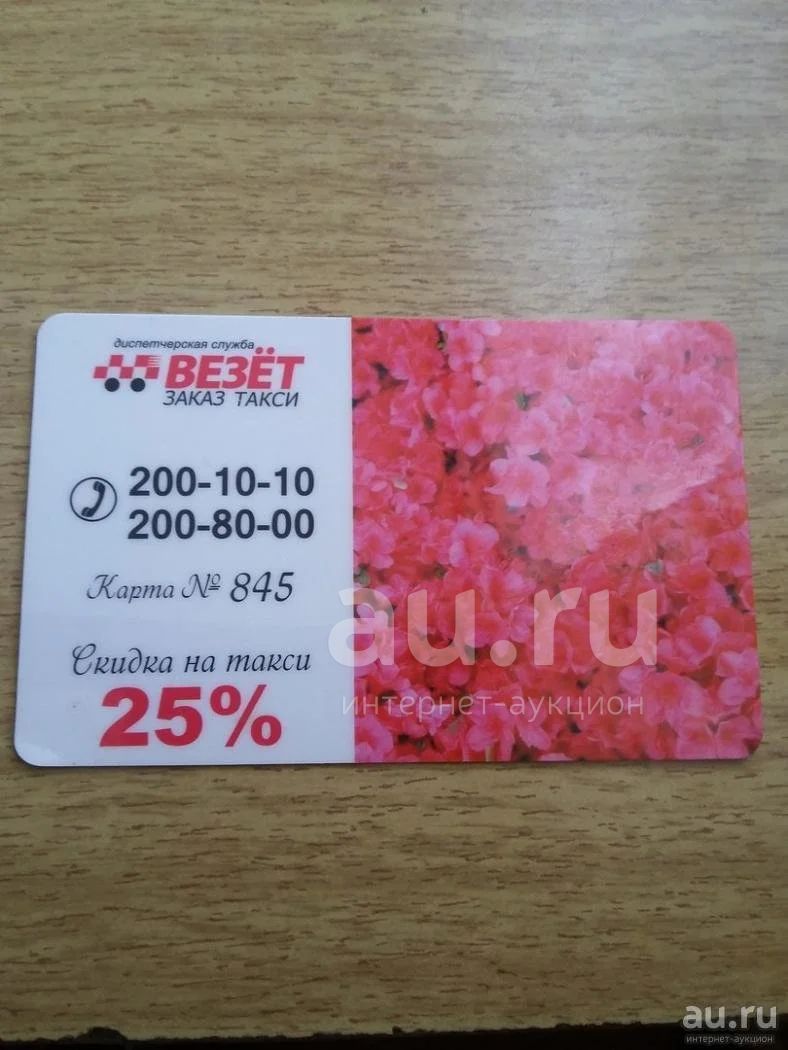 диспетчерская служба
ВЕЗЁТ
ЗАКАЗ ТАКСИ
200-10-10
200-80-00
Карта № 845
Скидка на такси
25%
au.ru
интернет-аукцион
au.ru
интернет-аукцион